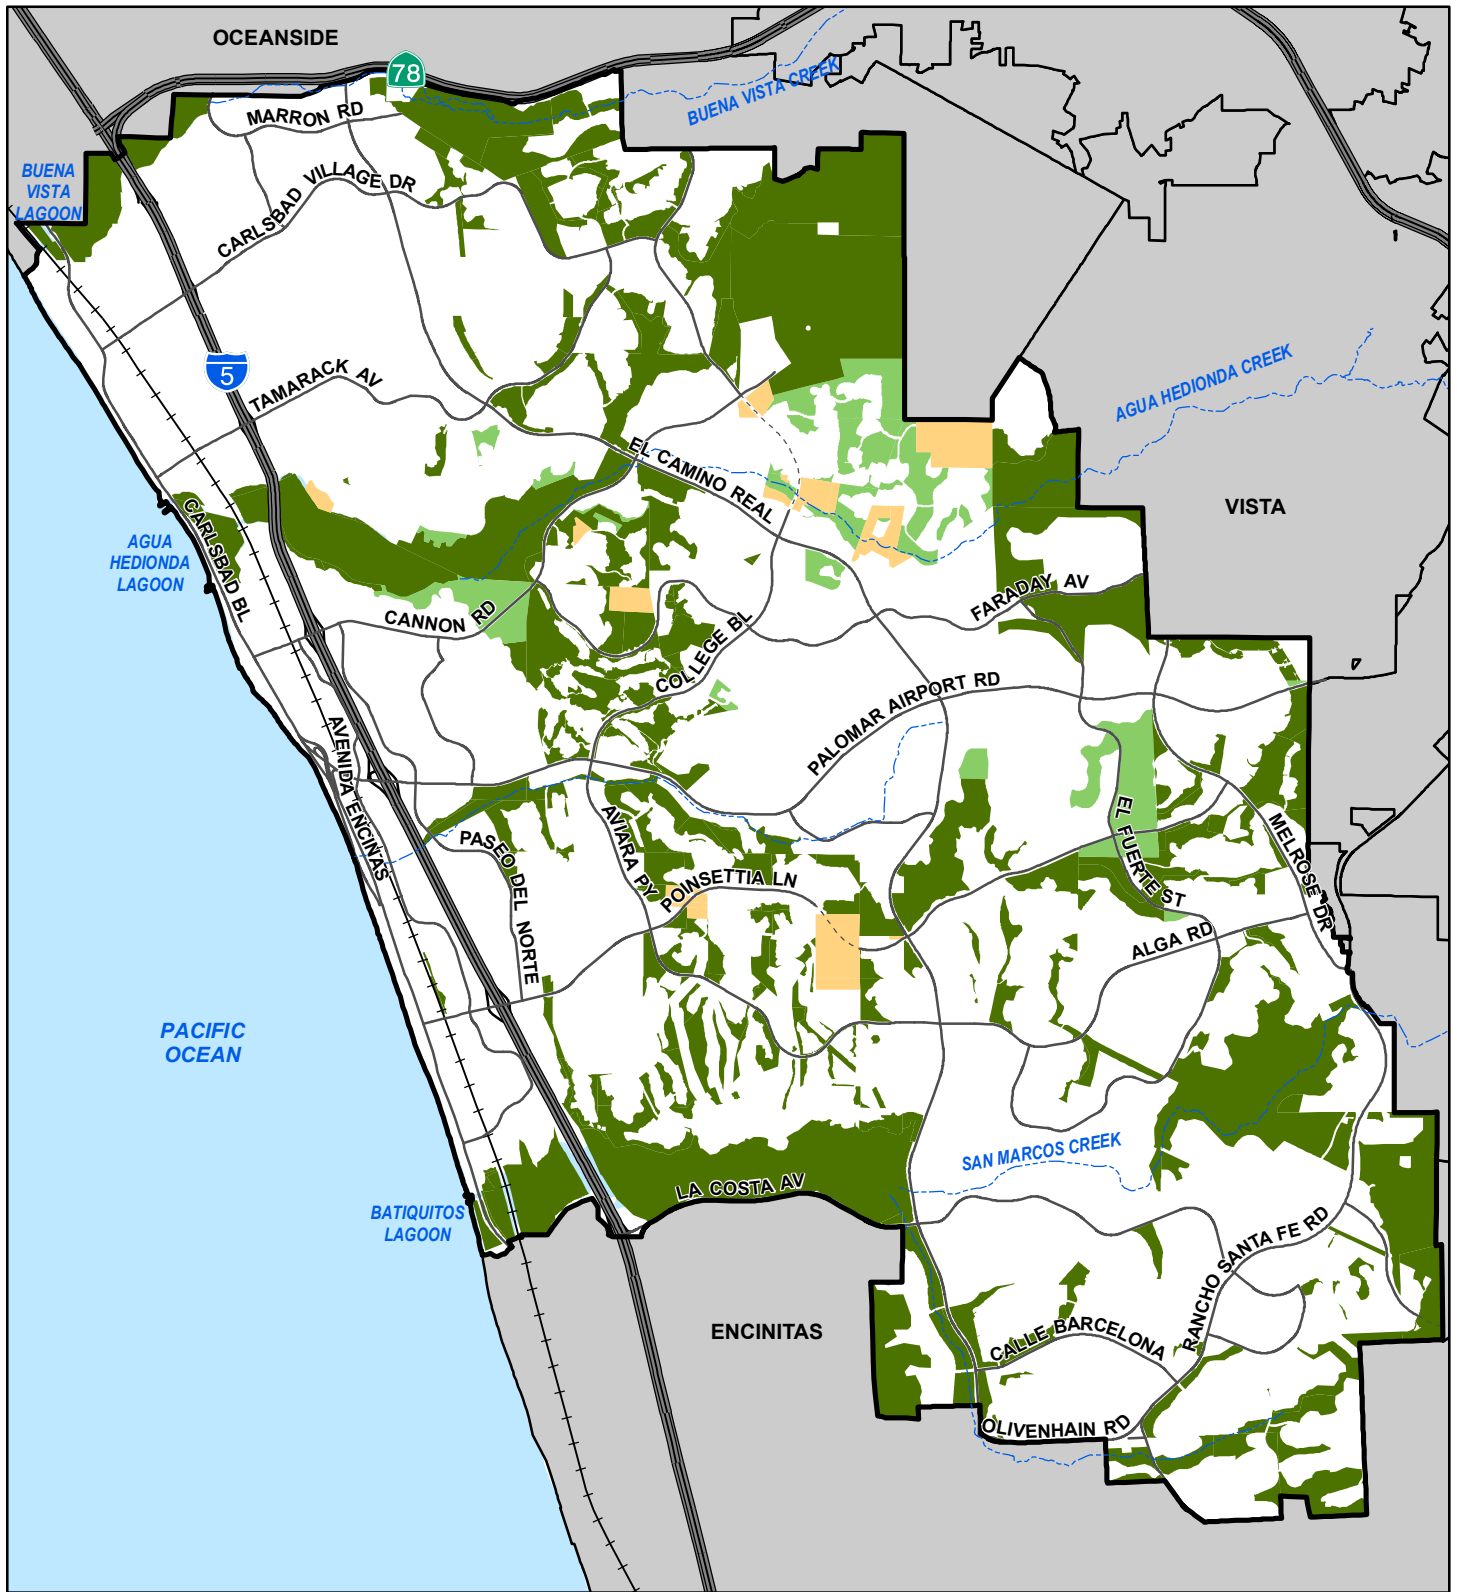 OCEANSIDE
78
BUENA VISTA CREEK
MARRON RD
BUENA
VISTA
LAGOON
CARLSBAD VILLAGE DR
5
TAMARACK AV
AGUA HEDIONDA CREEK
EL CAMINO REAL
VISTA
CARLSBAD BL
AGUA
HEDIONDA
LAGOON
FARADAY AV
CANNON RD
COLLEGE BL
PALOMAR AIRPORT RD
AVENIDA ENCINAS
EL FUERTE ST
MELROSE DR
AVIARA PY
PASEO DEL NORTE
POINSETTIA LN
ALGA RD
PACIFIC
OCEAN
SAN MARCOS CREEK
LA COSTA AV
BATIQUITOS
LAGOON
RANCHO SANTA FE RD
ENCINITAS
CALLE BARCELONA
OLIVENHAIN RD